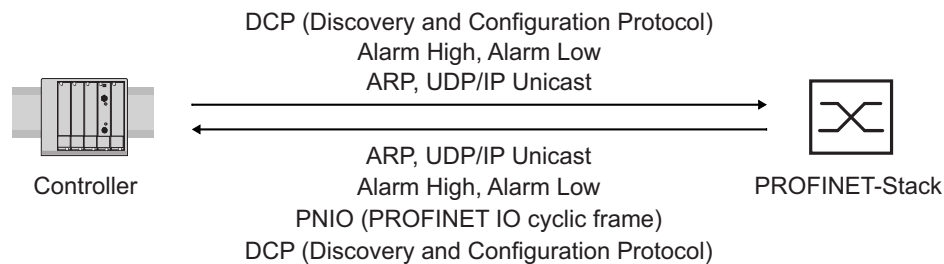 DCP (Discovery and Configuration Protocol)
Alarm High, Alarm Low
ARP, UDP/IP Unicast
ARP, UDP/IP Unicast
Controller
Alarm High, Alarm Low
PROFINET-Stack
PNIO (PROFINET IO cyclic frame)
DCP (Discovery and Configuration Protocol)